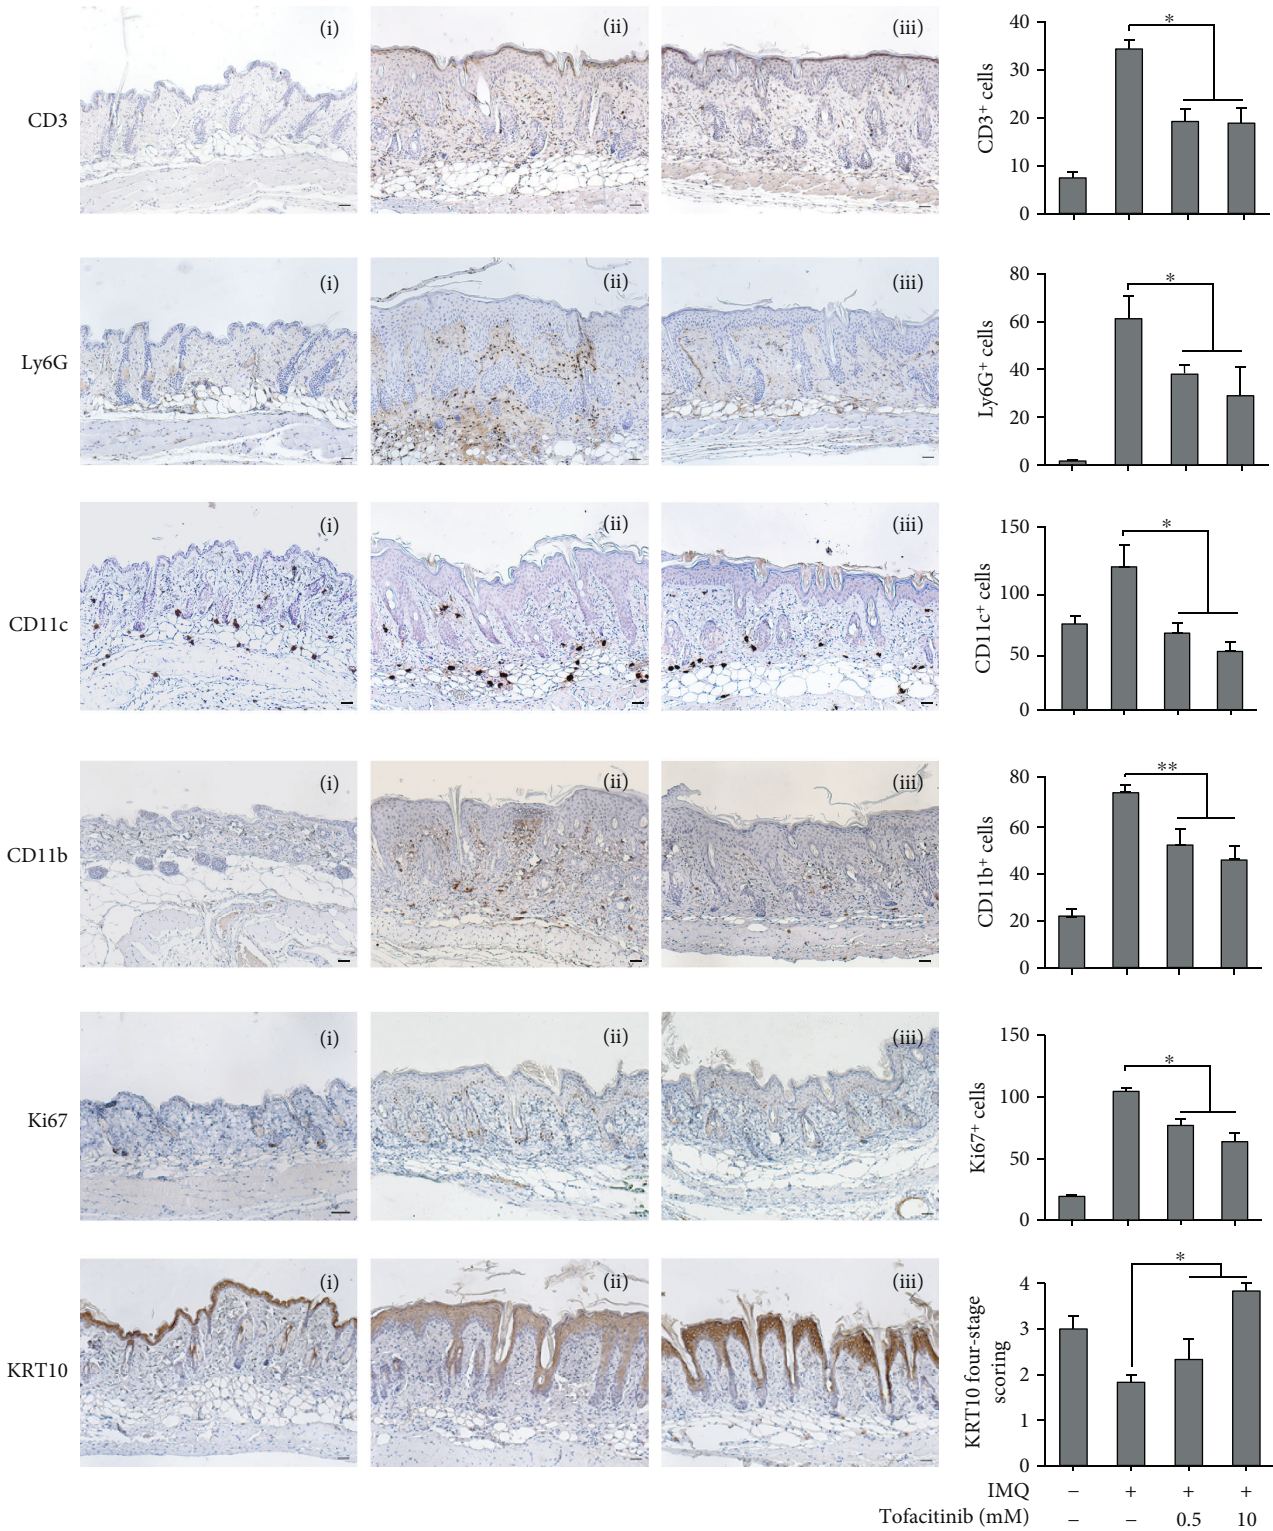 CD3
(i)
(ii)
(iii)
CD3+ cells
40
30
20
10
0
*
Ly6G
(i)
(ii)
(iii)
Ly6G+ cells
80
60
40
20
0
*
CD11c
(i)
(ii)
(iii)
CD11c+ cells
150
100
50
0
*
CD11b
(i)
(ii)
(iii)
CD11b+ cells
80
60
40
20
0
**
Ki67
(i)
(ii)
(iii)
Ki67+ cells
150
100
50
0
*
KRT10
(i)
(ii)
(iii)
KRT10 four-stage
scoring
4
3
2
1
0
*
IMQ − + + +
Tofacitinib (mM) − − 0.5 10